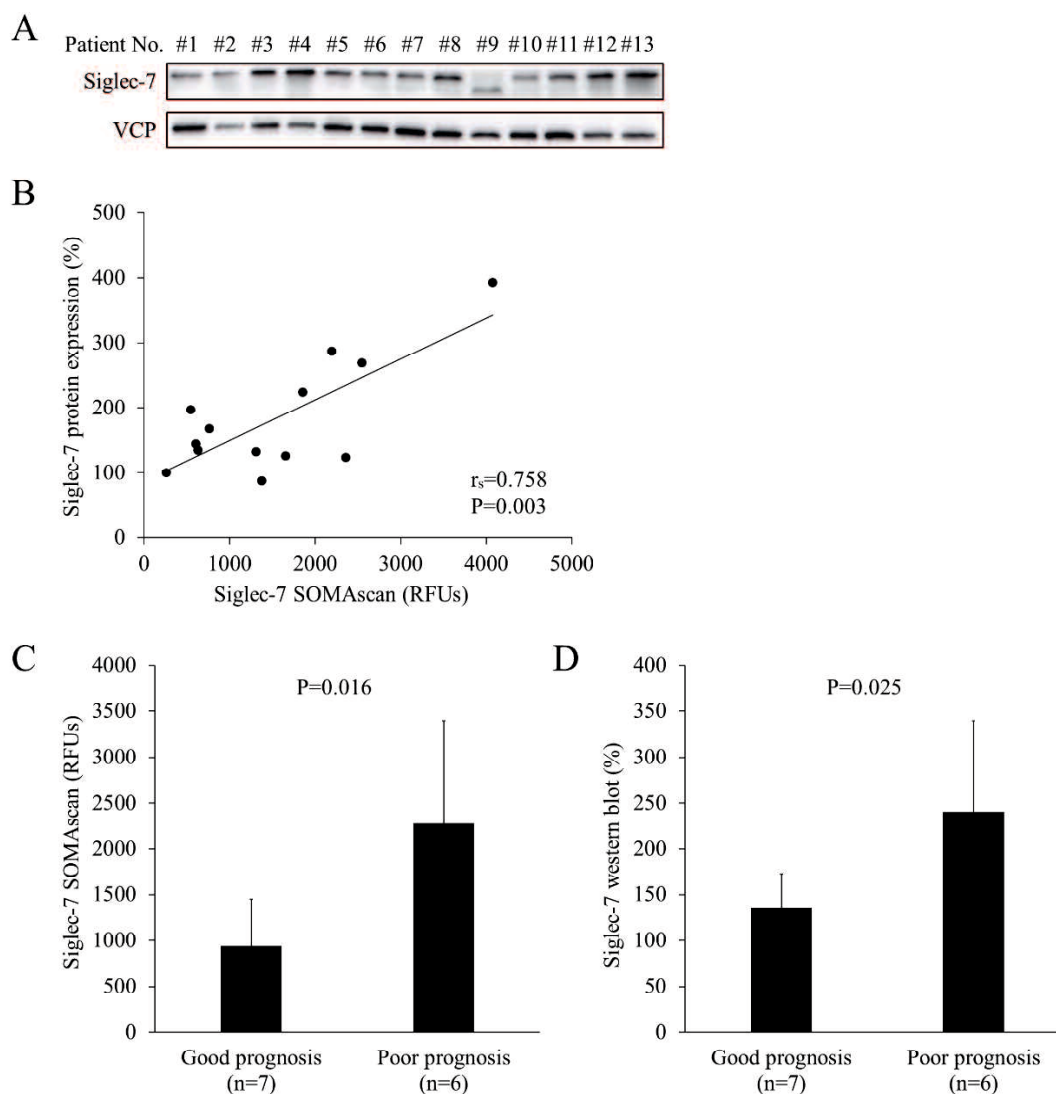 A
Patient No. #1 #2 #3 #4 #5 #6 #7 #8 #9 #10 #11 #12 #13
Siglec-7
VCP
B
Siglec-7 protein expression (%)
500
400
300
200
100
0
rₛ=0.758
P=0.003
0 1000 2000 3000 4000 5000
Siglec-7 SOMAscan (RFUs)
C
Siglec-7 SOMAscan (RFUs)
4000
3500
3000
2500
2000
1500
1000
500
0
P=0.016
Good prognosis Poor prognosis
(n=7) (n=6)
D
Siglec-7 western blot (%)
400
350
300
250
200
150
100
50
0
P=0.025
Good prognosis Poor prognosis
(n=7) (n=6)